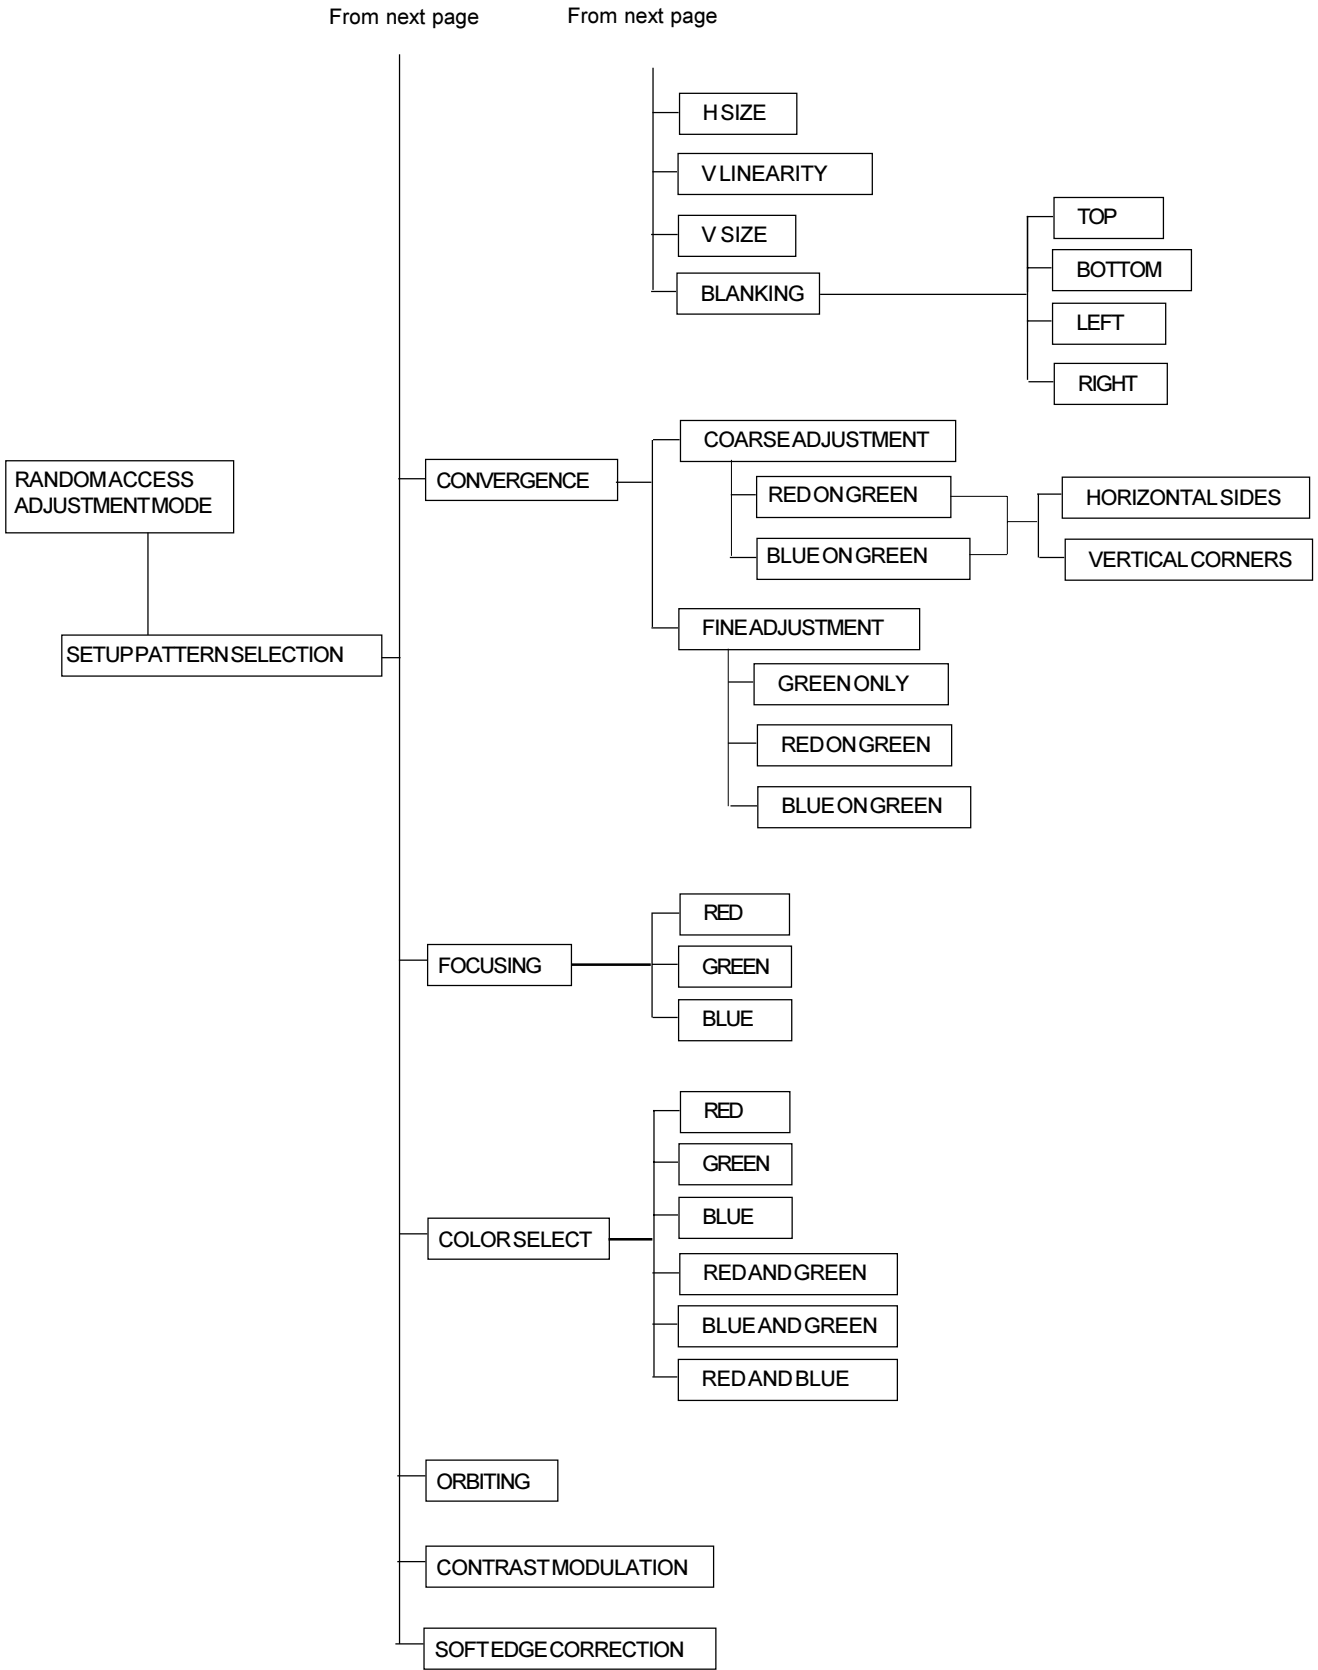 From next page
From next page
H SIZE
V LINEARITY
V SIZE
BLANKING
TOP
BOTTOM
LEFT
RIGHT
RANDOM ACCESS
ADJUSTMENT MODE
SETUP PATTERN SELECTION
CONVERGENCE
COARSE ADJUSTMENT
RED ON GREEN
BLUE ON GREEN
HORIZONTAL SIDES
VERTICAL CORNERS
FINE ADJUSTMENT
GREEN ONLY
RED ON GREEN
BLUE ON GREEN
FOCUSING
RED
GREEN
BLUE
COLOR SELECT
RED
GREEN
BLUE
RED AND GREEN
BLUE AND GREEN
RED AND BLUE
ORBITING
CONTRAST MODULATION
SOFT EDGE CORRECTION